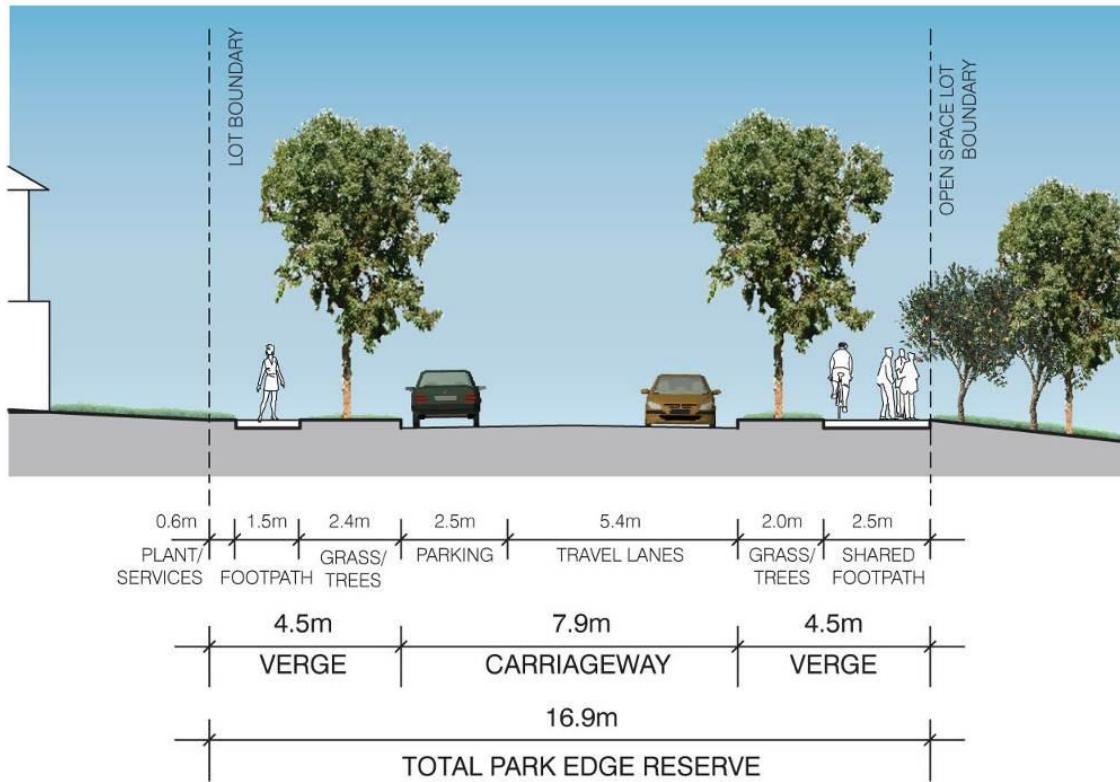 LOT BOUNDARY
OPEN SPACE LOT
BOUNDARY
0.6m
1.5m
2.4m
2.5m
5.4m
2.0m
2.5m
PLANT/
SERVICES
FOOTPATH
GRASS/
TREES
PARKING
TRAVEL LANES
GRASS/
TREES
SHARED
FOOTPATH
4.5m
7.9m
4.5m
VERGE
CARRIAGEWAY
VERGE
16.9m
TOTAL PARK EDGE RESERVE